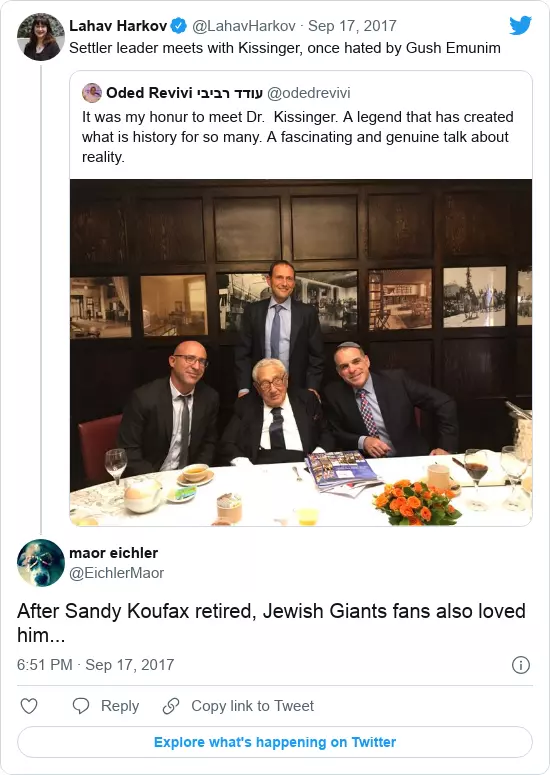 Lahav Harkov @LahavHarkov · Sep 17, 2017
Settler leader meets with Kissinger, once hated by Gush Emunim
Oded Revivi עודד רביבי @odedrevivi
It was my honur to meet Dr. Kissinger. A legend that has created
what is history for so many. A fascinating and genuine talk about
reality.
maor eichler
@EichlerMaor
After Sandy Koufax retired, Jewish Giants fans also loved
him...
6:51 PM · Sep 17, 2017
Reply
Copy link to Tweet
Explore what's happening on Twitter